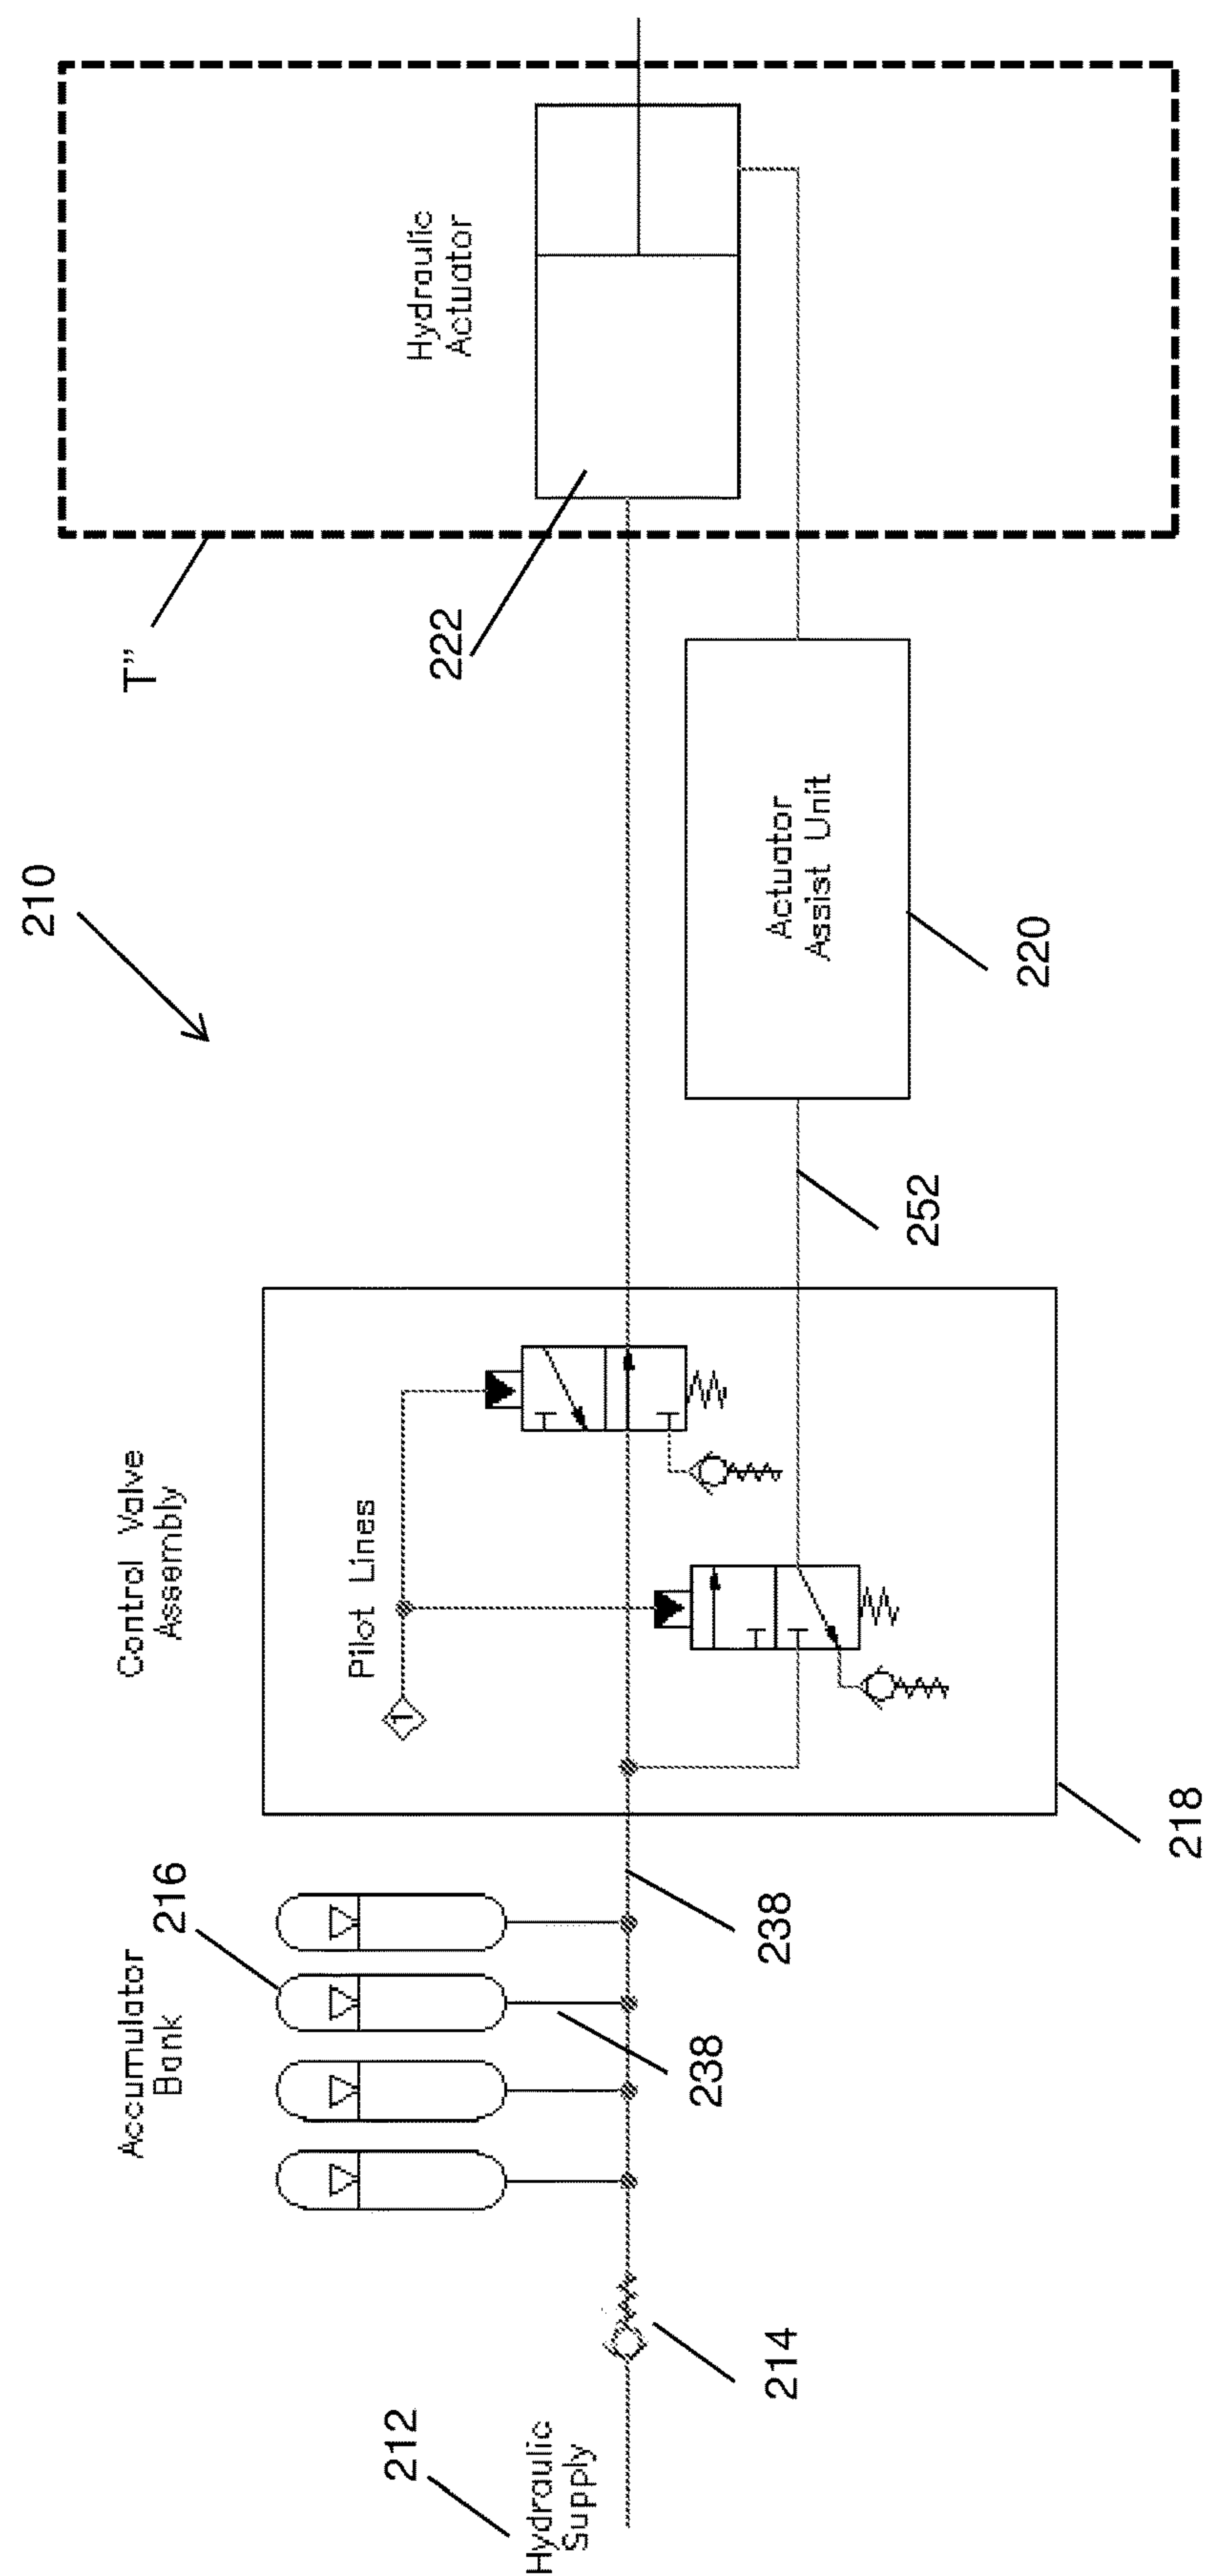 210
T”
Hydraulic
Actuator
222
Actuator
Assist Unit
220
252
Control Valve
Assembly
Pilot Lines
1
218
Accumulator
Bank
216
238
238
214
212
Hydraulic
Supply